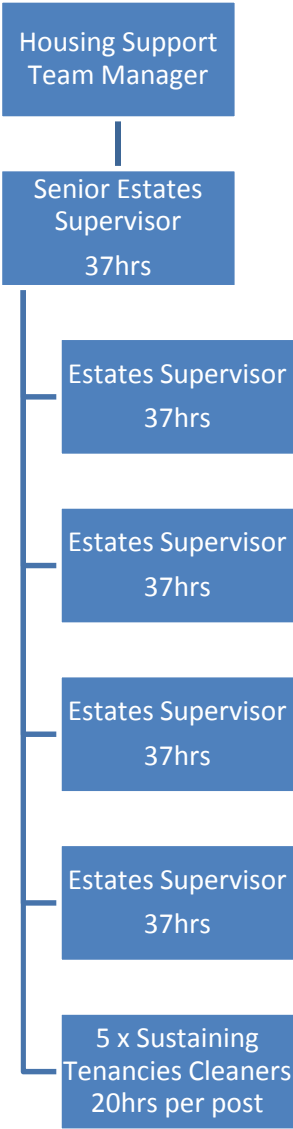 Housing Support
Team Manager
Senior Estates
Supervisor
37hrs
Estates Supervisor
37hrs
Estates Supervisor
37hrs
Estates Supervisor
37hrs
Estates Supervisor
37hrs
5 x Sustaining
Tenancies Cleaners
20hrs per post